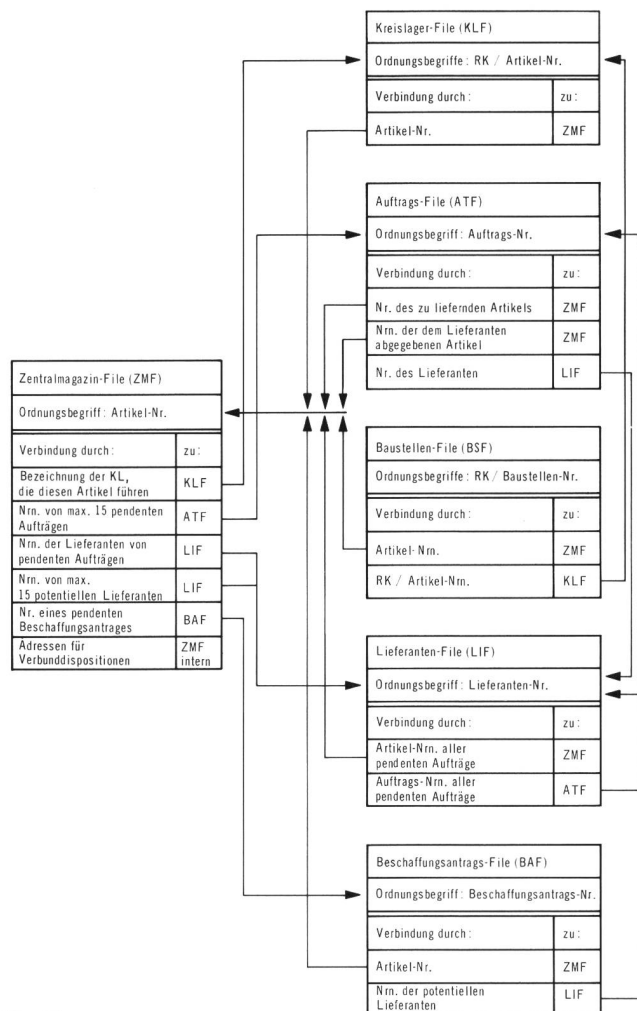 Kreislager-File (KLF)
Ordnungsbegriffe: RK / Artikel-Nr.
Verbindung durch: zu:
Artikel-Nr. ZMF
Auftrags-File (ATF)
Ordnungsbegriff: Auftrags-Nr.
Verbindung durch: zu:
Nr. des zu liefernden Artikels ZMF
Nrn. der dem Lieferanten
abgegebenen Artikel ZMF
Nr. des Lieferanten LIF
Zentralmagazin-File (ZMF)
Ordnungsbegriff: Artikel-Nr.
Verbindung durch: zu:
Bezeichnung der KL,
die diesen Artikel führen KLF
Nrn. von max. 15 pendenten
Aufträgen ATF
Nrn. der Lieferanten von
pendenten Aufträgen LIF
Nrn. von max.
15 potentiellen Lieferanten LIF
Nr. eines pendenten
Beschaffungsantrages BAF
Adressen für
Verbunddispositionen ZMF
intern
Baustellen-File (BSF)
Ordnungsbegriffe: RK / Baustellen-Nr.
Verbindung durch: zu:
Artikel-Nrn. ZMF
RK / Artikel-Nrn. KLF
Lieferanten-File (LIF)
Ordnungsbegriff: Lieferanten-Nr.
Verbindung durch: zu:
Artikel-Nrn. aller
pendenten Aufträge ZMF
Auftrags-Nrn. aller
pendenten Aufträge ATF
Beschaffungsantrags-File (BAF)
Ordnungsbegriff: Beschaffungsantrags-Nr.
Verbindung durch: zu:
Artikel-Nr. ZMF
Nrn. der potentiellen
Lieferanten LIF